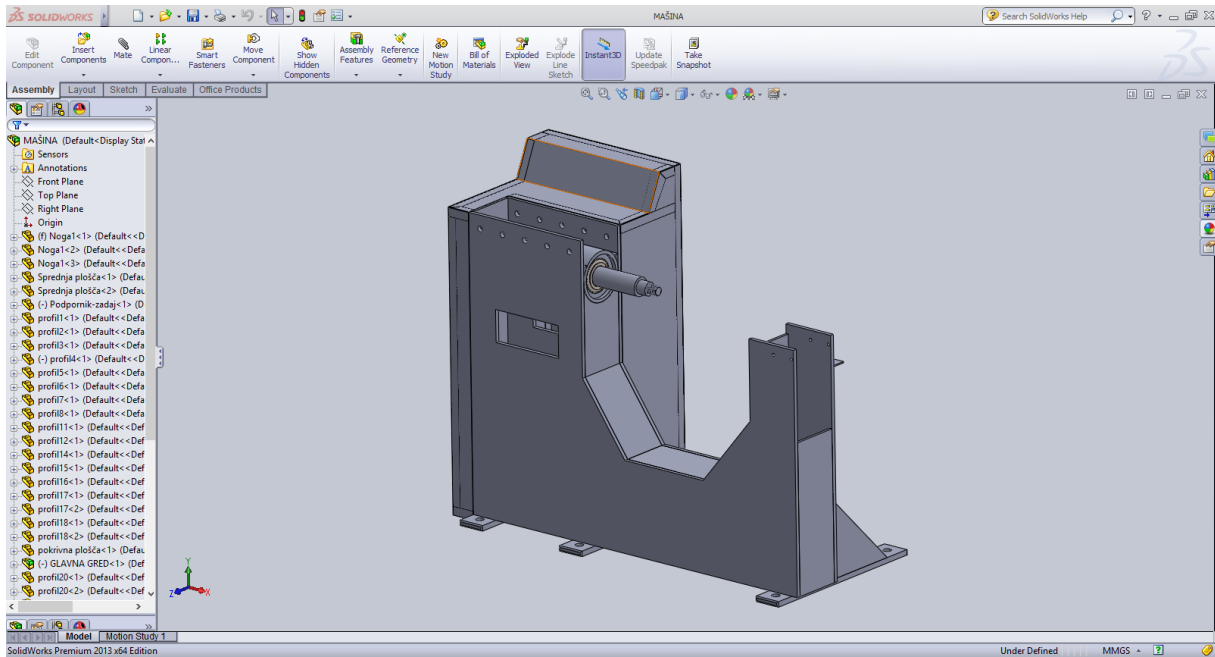 SOLIDWORKS
MAŠINA
Search SolidWorks Help
Edit Component
Insert Components
Mate
Linear Compon...
Smart Fasteners
Move Component
Show Hidden Components
Assembly Features
Reference Geometry
New Motion Study
Bill of Materials
Exploded View
Explode Line Sketch
Instant3D
Update Speedpak
Take Snapshot
Assembly Layout Sketch Evaluate Office Products
MAŠINA (Default<Display Stat
Sensors
Annotations
Front Plane
Top Plane
Right Plane
Origin
(f) Noga1<1> (Default<<D
Noga1<2> (Default<<Defa
Noga1<3> (Default<<Defa
Sprednja plošča<1> (Defau
Sprednja plošča<2> (Defau
(-) Podpornik-zadaj<1> (D
profil1<1> (Default<<Defa
profil2<1> (Default<<Defa
profil3<1> (Default<<Defa
(-) profil4<1> (Default<<D
profil5<1> (Default<<Defa
profil6<1> (Default<<Defa
profil7<1> (Default<<Defa
profil8<1> (Default<<Defa
profil11<1> (Default<<Def
profil12<1> (Default<<Def
profil14<1> (Default<<Def
profil15<1> (Default<<Def
profil16<1> (Default<<Def
profil17<1> (Default<<Def
profil17<2> (Default<<Def
profil18<1> (Default<<Def
profil18<2> (Default<<Def
pokrivna plošča<1> (Defau
(-) GLAVNA GRED<1> (Def
profil20<1> (Default<<Def
profil20<2> (Default<<Def
Y
Z X
Model Motion Study 1
SolidWorks Premium 2013 x64 Edition
Under Defined
MMGS